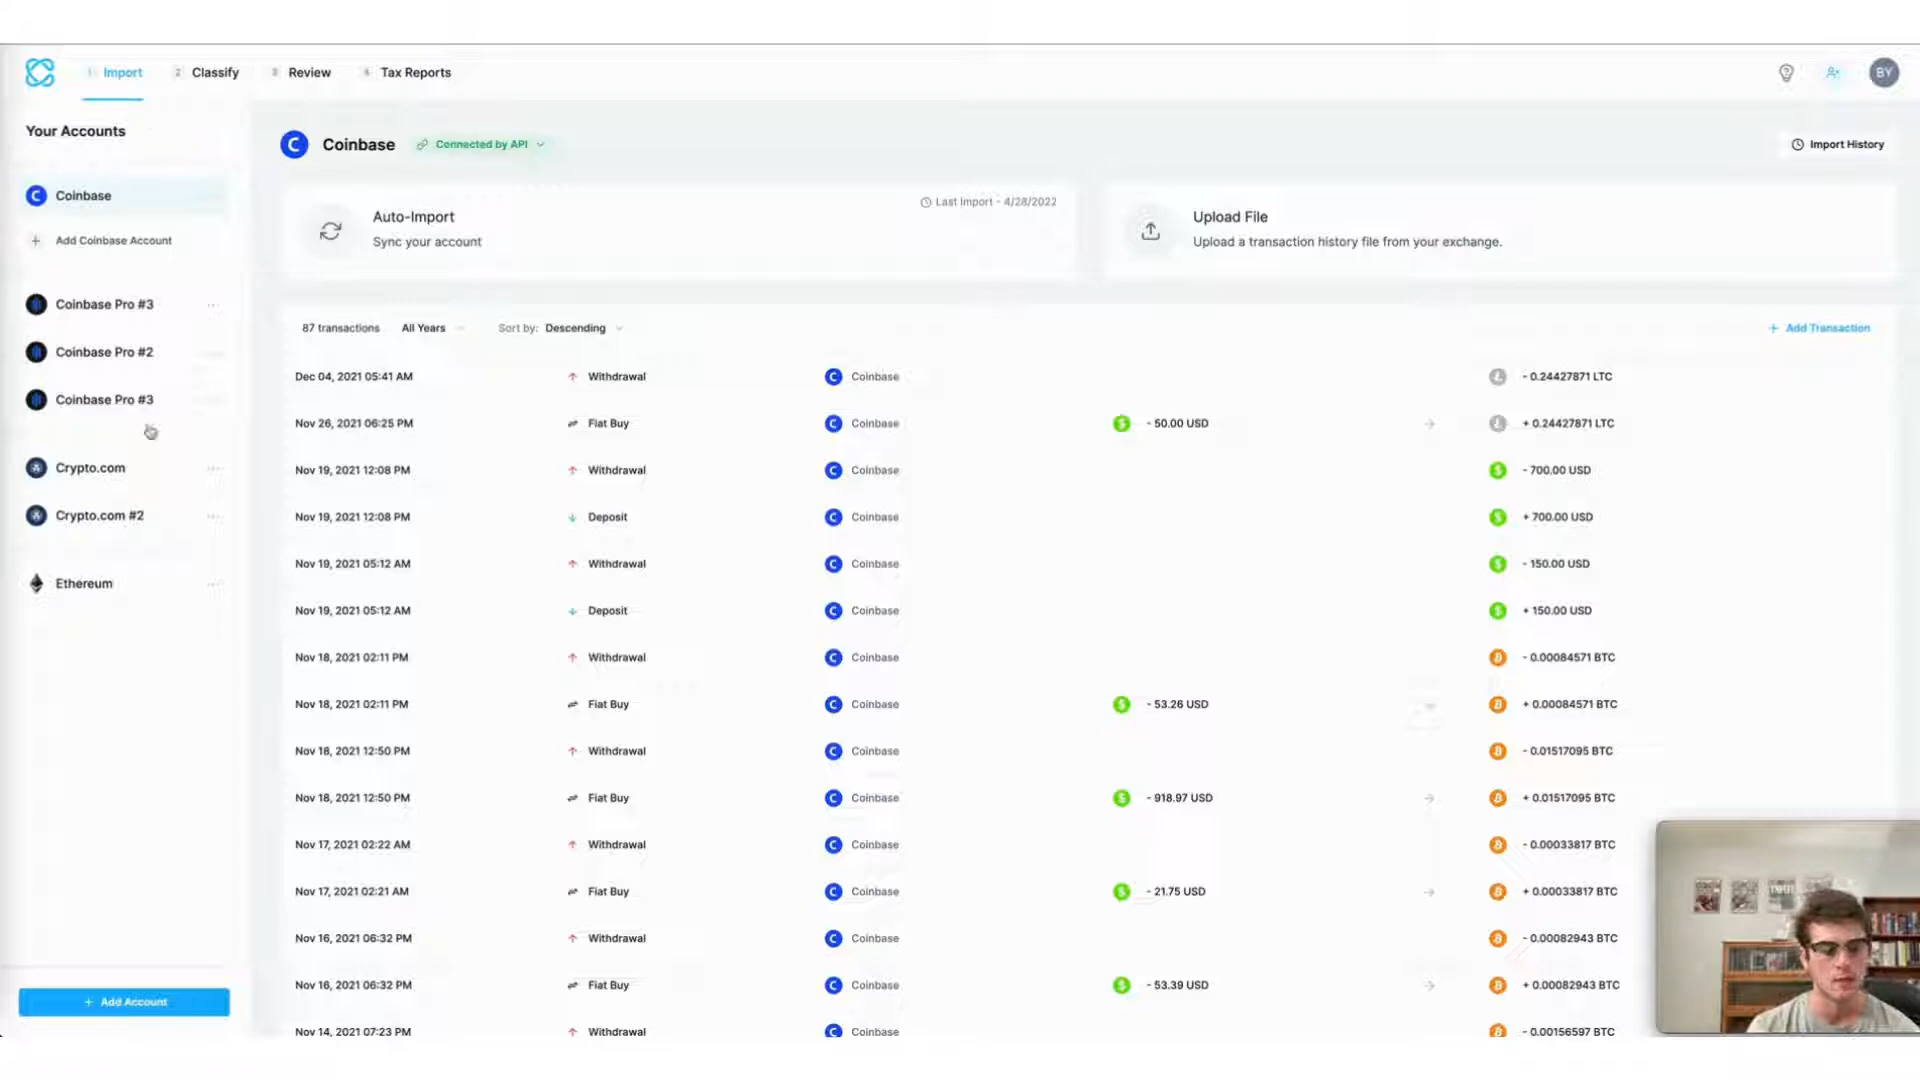 1 Import 2 Classify 3 Review 4 Tax Reports BY
Your Accounts
Coinbase
Add Coinbase Account
Coinbase Pro #3
Coinbase Pro #2
Coinbase Pro #3
Crypto.com
Crypto.com #2
Ethereum
+ Add Account
Coinbase Connected by API Import History
Auto-Import
Sync your account
Last Import - 4/28/2022
Upload File
Upload a transaction history file from your exchange.
87 transactions All Years Sort by: Descending + Add Transaction
Dec 04, 2021 05:41 AM Withdrawal Coinbase - 0.24427871 LTC
Nov 26, 2021 06:25 PM Fiat Buy Coinbase - 50.00 USD → + 0.24427871 LTC
Nov 19, 2021 12:08 PM Withdrawal Coinbase - 700.00 USD
Nov 19, 2021 12:08 PM Deposit Coinbase + 700.00 USD
Nov 19, 2021 05:12 AM Withdrawal Coinbase - 150.00 USD
Nov 19, 2021 05:12 AM Deposit Coinbase + 150.00 USD
Nov 18, 2021 02:11 PM Withdrawal Coinbase - 0.00084571 BTC
Nov 18, 2021 02:11 PM Fiat Buy Coinbase - 53.26 USD + 0.00084571 BTC
Nov 18, 2021 12:50 PM Withdrawal Coinbase - 0.01517095 BTC
Nov 18, 2021 12:50 PM Fiat Buy Coinbase - 918.97 USD → + 0.01517095 BTC
Nov 17, 2021 02:22 AM Withdrawal Coinbase - 0.00033817 BTC
Nov 17, 2021 02:21 AM Fiat Buy Coinbase - 21.75 USD → + 0.00033817 BTC
Nov 16, 2021 06:32 PM Withdrawal Coinbase - 0.00082943 BTC
Nov 16, 2021 06:32 PM Fiat Buy Coinbase - 53.39 USD → + 0.00082943 BTC
Nov 14, 2021 07:23 PM Withdrawal Coinbase - 0.00156597 BTC